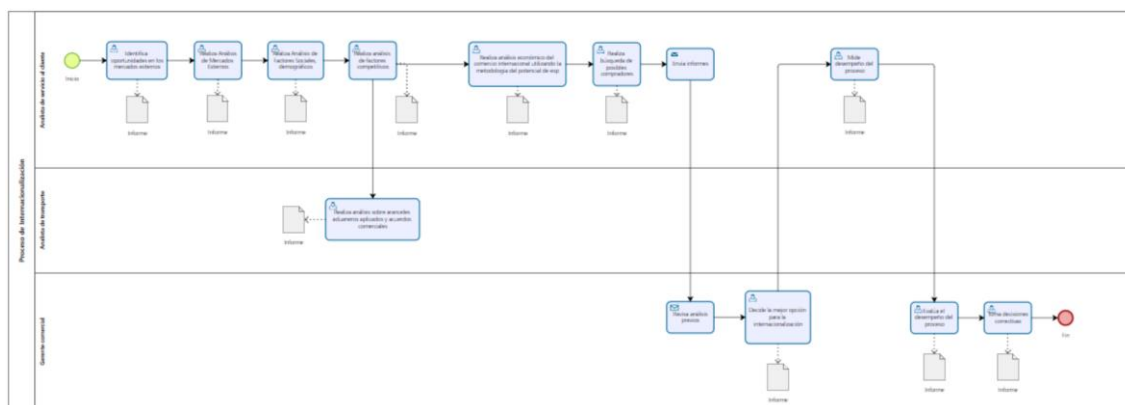 Proceso de Internacionalización
Analista de servicio al cliente
Inicio
Identifica
oportunidades en los
mercados externos
Informe
Realiza Análisis
de Mercados
Externos
Informe
Realiza Análisis de
Factores Sociales,
demográficos
Informe
Realiza análisis
de factores
competitivos
Informe
Realiza análisis económico del
comercio internacional utilizando la
metodología del potencial de exp
Informe
Realiza
búsqueda de
posibles
compradores
Informe
Envia informes
Mide
desempeño del
proceso
Informe
Analista de transporte
Realiza análisis sobre aranceles
aduaneros aplicados y acuerdos
comerciales
Informe
Gerente comercial
Revisa análisis
previos
Decide la mejor opción
para la
internacionalización
Informe
Evalúa el
desempeño del
proceso
Informe
Toma decisiones
correctivas
Informe
Fin